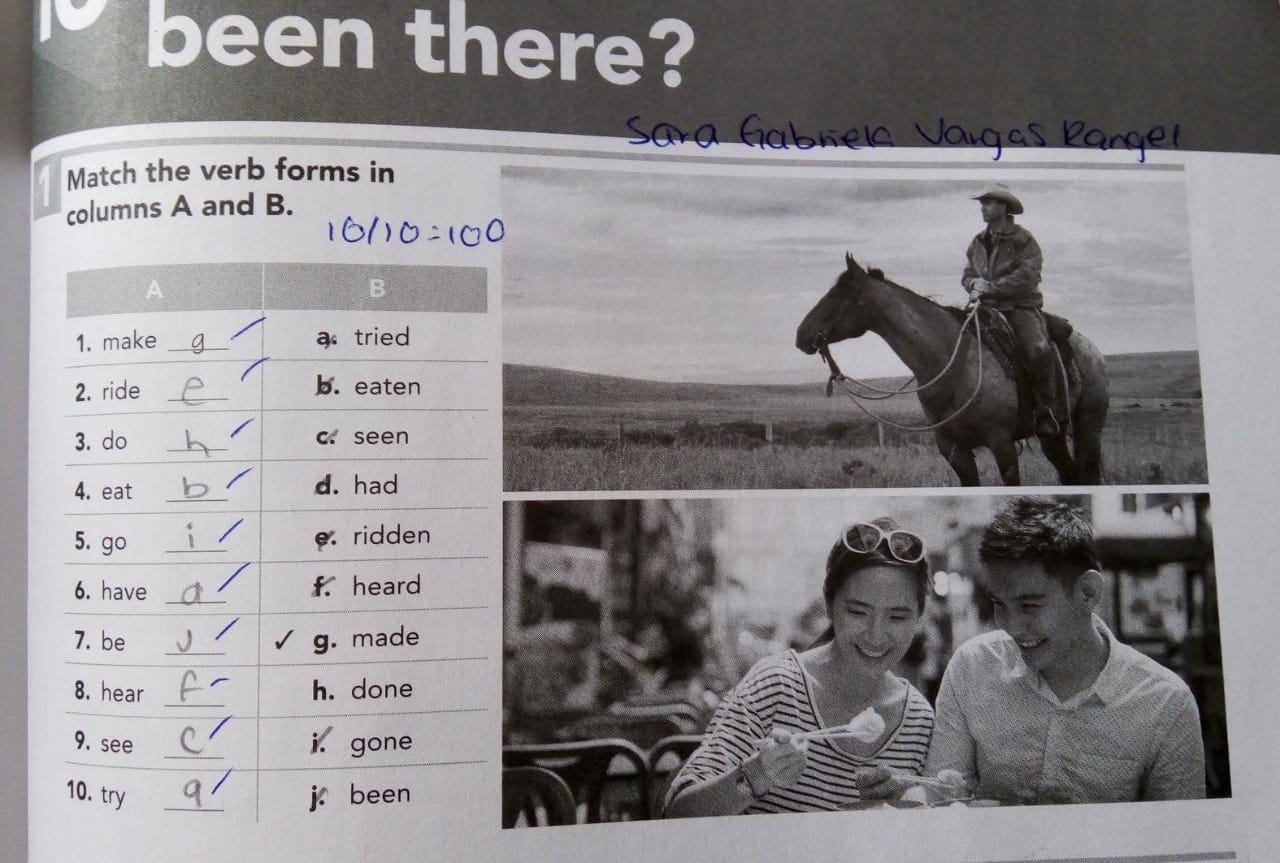 10 been there?
Sara Gabriela Vargas Rangel
1 Match the verb forms in
columns A and B.
10/10=100
A B
1. make g ✓ a. tried
2. ride e ✓ b. eaten
3. do h ✓ c. seen
4. eat b ✓ d. had
5. go i ✓ e. ridden
6. have a ✓ f. heard
7. be j ✓ ✓ g. made
8. hear f ✓ h. done
9. see c ✓ i. gone
10. try a ✓ j. been